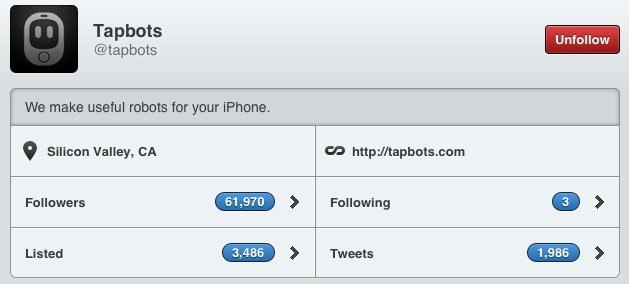 Tapbots
@tapbots
Unfollow
We make useful robots for your iPhone.
Silicon Valley, CA
http://tapbots.com
Followers 61,970
Following 3
Listed 3,486
Tweets 1,986